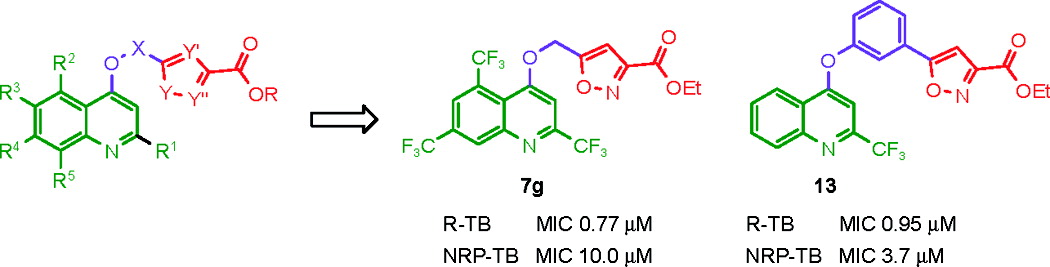 R² O X Y' O
R³ Y Y'' OR
R⁴ N R¹
R⁵
CF₃ O O N O OEt
CF₃ N CF₃
7g
R-TB MIC 0.77 μM
NRP-TB MIC 10.0 μM
O O N O OEt
N CF₃
13
R-TB MIC 0.95 μM
NRP-TB MIC 3.7 μM